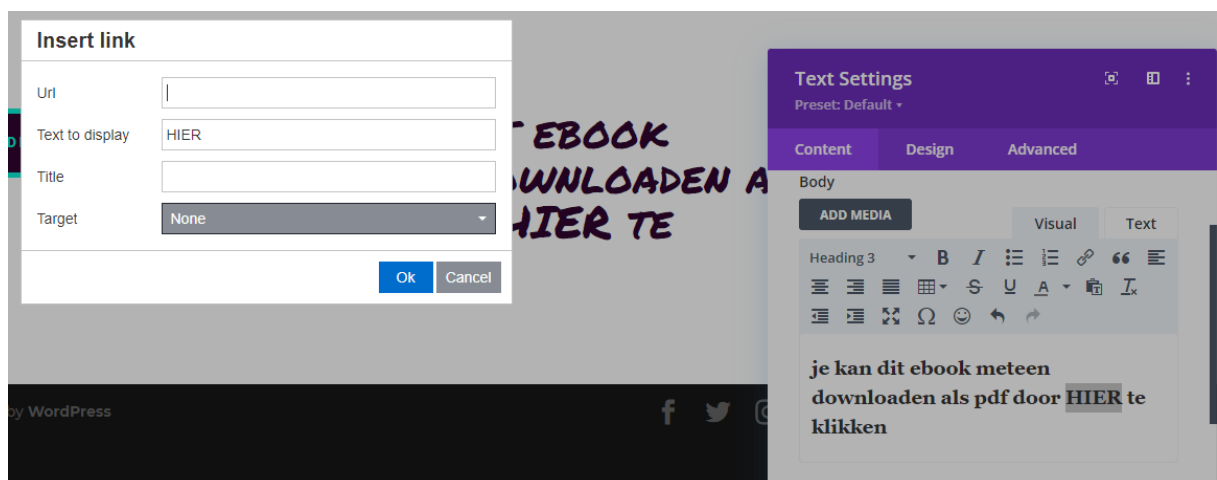 Insert link
Url
Text to display
HIER
Title
Target
None
Ok
Cancel
EBOOK
HIER TE
by WordPress
Text Settings
Preset: Default
Content
Design
Advanced
Body
ADD MEDIA
Visual
Text
Heading 3
je kan dit ebook meteen
downloaden als pdf door HIER te
klikken